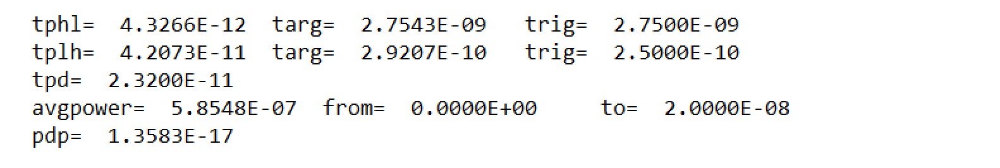 tphl=  4.3266E-12  targ=  2.7543E-09   trig=  2.7500E-09
tplh=  4.2073E-11  targ=  2.9207E-10   trig=  2.5000E-10
tpd=  2.3200E-11
avgpower=  5.8548E-07  from=  0.0000E+00     to=  2.0000E-08
pdp=  1.3583E-17